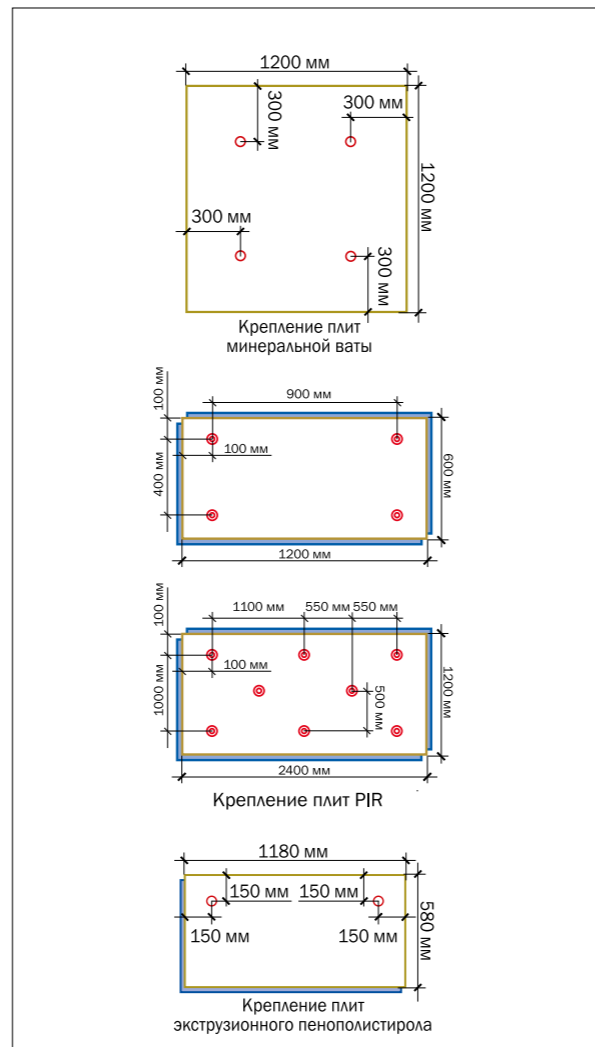 1200 мм
300 мм
300 мм
1200 мм
300 мм
300 мм
Крепление плит
минеральной ваты
100 мм
900 мм
400 мм
100 мм
600 мм
1200 мм
100 мм
1100 мм
550 мм
550 мм
1000 мм
100 мм
500 мм
1200 мм
2400 мм
Крепление плит PIR
1180 мм
150 мм
150 мм
580 мм
150 мм
150 мм
Крепление плит
экструзионного пенополистирола